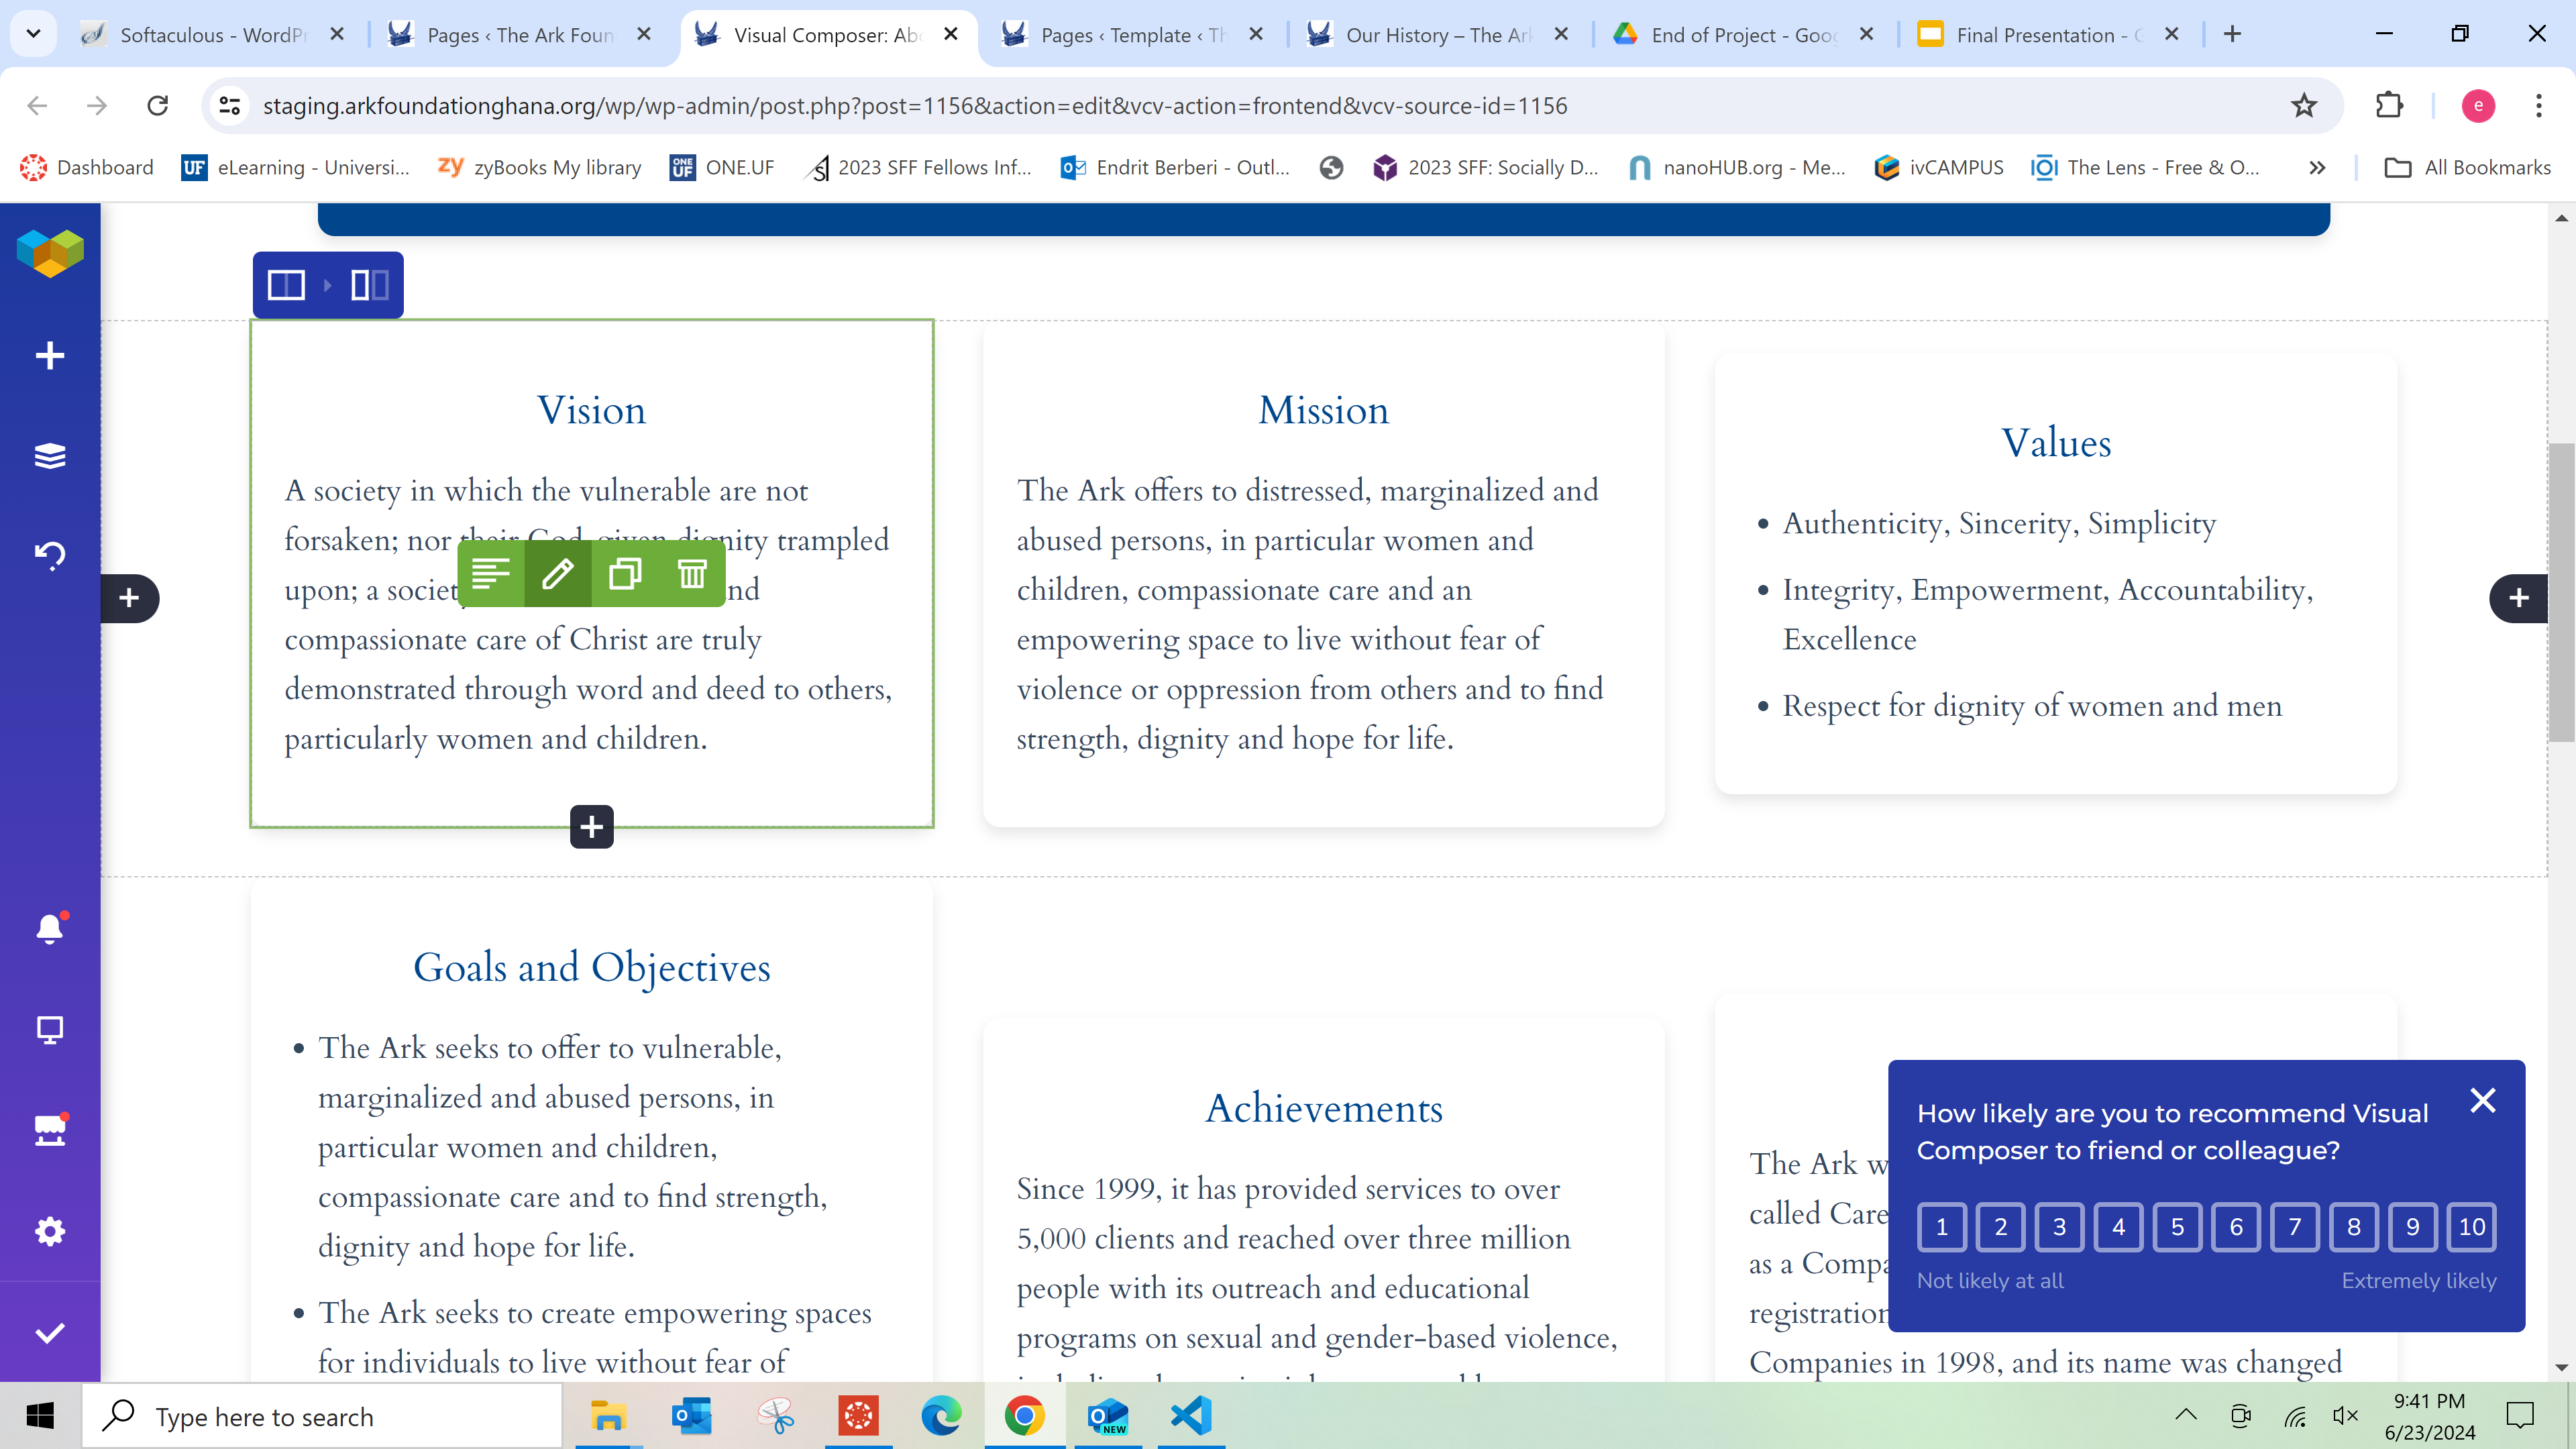 Softaculous - WordPr
Pages ‹ The Ark Foun
Visual Composer: Abo
Pages ‹ Template ‹ Th
Our History – The Ark
End of Project - Goog
Final Presentation - G
staging.arkfoundationghana.org/wp/wp-admin/post.php?post=1156&action=edit&vcv-action=frontend&vcv-source-id=1156
e
Dashboard
UF
eLearning - Universi...
zy
zyBooks My library
ONE UF
ONE.UF
2023 SFF Fellows Inf...
Endrit Berberi - Outl...
2023 SFF: Socially D...
nanoHUB.org - Me...
ivCAMPUS
The Lens - Free & O...
All Bookmarks
Vision
A society in which the vulnerable are not
forsaken; nor their God-given dignity trampled
upon; a societ
nd
compassionate care of Christ are truly
demonstrated through word and deed to others,
particularly women and children.
Mission
The Ark offers to distressed, marginalized and
abused persons, in particular women and
children, compassionate care and an
empowering space to live without fear of
violence or oppression from others and to find
strength, dignity and hope for life.
Values
• Authenticity, Sincerity, Simplicity
• Integrity, Empowerment, Accountability,
Excellence
• Respect for dignity of women and men
Goals and Objectives
• The Ark seeks to offer to vulnerable,
marginalized and abused persons, in
particular women and children,
compassionate care and to find strength,
dignity and hope for life.
• The Ark seeks to create empowering spaces
for individuals to live without fear of
Achievements
Since 1999, it has provided services to over
5,000 clients and reached over three million
people with its outreach and educational
programs on sexual and gender-based violence,
The Ark w
called Care
as a Compa
registration
Companies in 1998, and its name was changed
How likely are you to recommend Visual
Composer to friend or colleague?
1 2 3 4 5 6 7 8 9 10
Not likely at all
Extremely likely
Type here to search
NEW
9:41 PM
6/23/2024